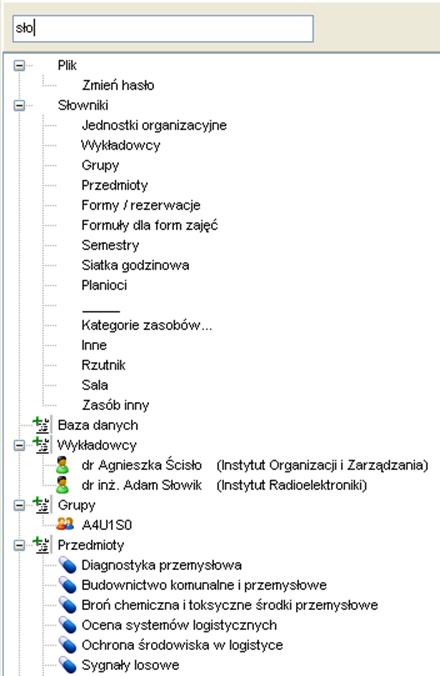 sło
Plik
Zmień hasło
Słowniki
Jednostki organizacyjne
Wykładowcy
Grupy
Przedmioty
Formy / rezerwacje
Formuły dla form zajęć
Semestry
Siatka godzinowa
Planioci
_____
Kategorie zasobów...
Inne
Rzutnik
Sala
Zasób inny
Baza danych
Wykładowcy
dr Agnieszka Ścisło (Instytut Organizacji i Zarządzania)
dr inż. Adam Słowik (Instytut Radioelektroniki)
Grupy
A4U1S0
Przedmioty
Diagnostyka przemysłowa
Budownictwo komunalne i przemysłowe
Broń chemiczna i toksyczne środki przemysłowe
Ocena systemów logistycznych
Ochrona środowiska w logistyce
Sygnały losowe